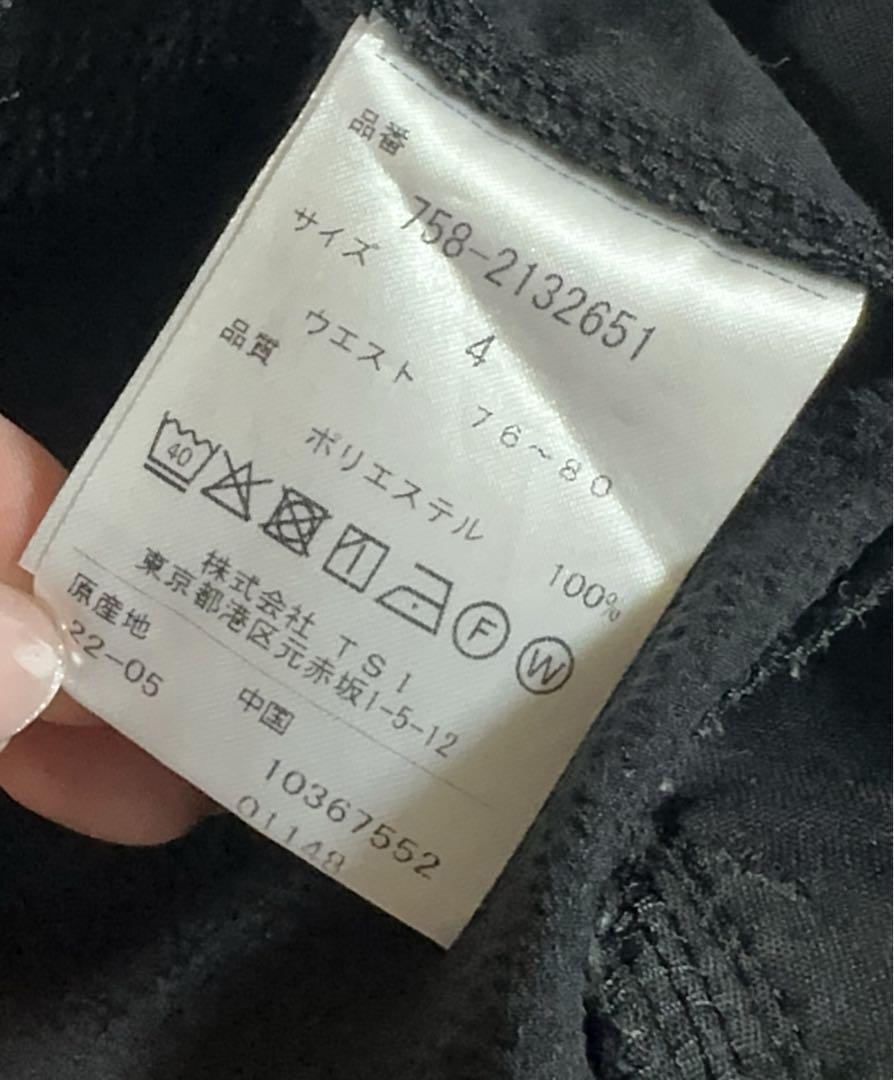 品番
758-2132651
サイズ 4
ウエスト 76~80
品質
ポリエステル 100%
40
F W
株式会社 TSI
東京都港区元赤坂1-5-12
原産地 中国
22-05 10367552
01148